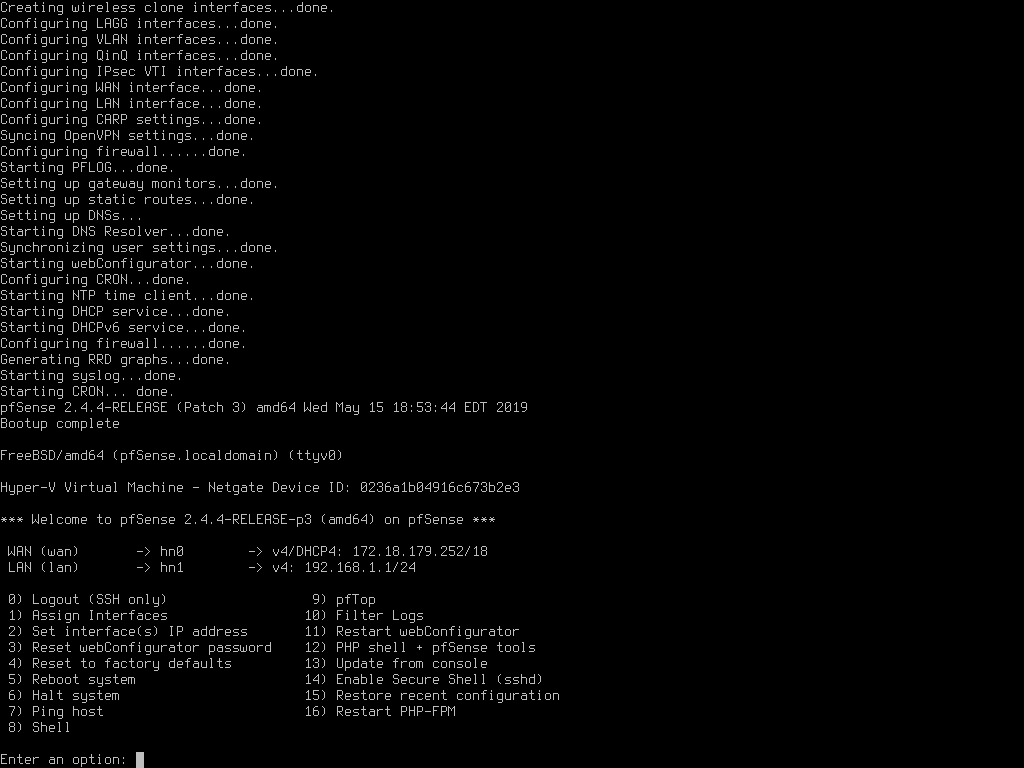 Creating wireless clone interfaces...done.
Configuring LAGG interfaces...done.
Configuring VLAN interfaces...done.
Configuring QinQ interfaces...done.
Configuring IPsec VTI interfaces...done.
Configuring WAN interface...done.
Configuring LAN interface...done.
Configuring CARP settings...done.
Syncing OpenVPN settings...done.
Configuring firewall......done.
Starting PFLOG...done.
Setting up gateway monitors...done.
Setting up static routes...done.
Setting up DNSs...
Starting DNS Resolver...done.
Synchronizing user settings...done.
Starting webConfigurator...done.
Configuring CRON...done.
Starting NTP time client...done.
Starting DHCP service...done.
Starting DHCPv6 service...done.
Configuring firewall......done.
Generating RRD graphs...done.
Starting syslog...done.
Starting CRON... done.
pfSense 2.4.4-RELEASE (Patch 3) amd64 Wed May 15 18:53:44 EDT 2019
Bootup complete

FreeBSD/amd64 (pfSense.localdomain) (ttyv0)

Hyper-V Virtual Machine - Netgate Device ID: 0236a1b04916c673b2e3

*** Welcome to pfSense 2.4.4-RELEASE-p3 (amd64) on pfSense ***

 WAN (wan)       -> hn0        -> v4/DHCP4: 172.18.179.252/18
 LAN (lan)       -> hn1        -> v4: 192.168.1.1/24

 0) Logout (SSH only)                  9) pfTop
 1) Assign Interfaces                 10) Filter Logs
 2) Set interface(s) IP address       11) Restart webConfigurator
 3) Reset webConfigurator password    12) PHP shell + pfSense tools
 4) Reset to factory defaults         13) Update from console
 5) Reboot system                     14) Enable Secure Shell (sshd)
 6) Halt system                       15) Restore recent configuration
 7) Ping host                         16) Restart PHP-FPM
 8) Shell

Enter an option: